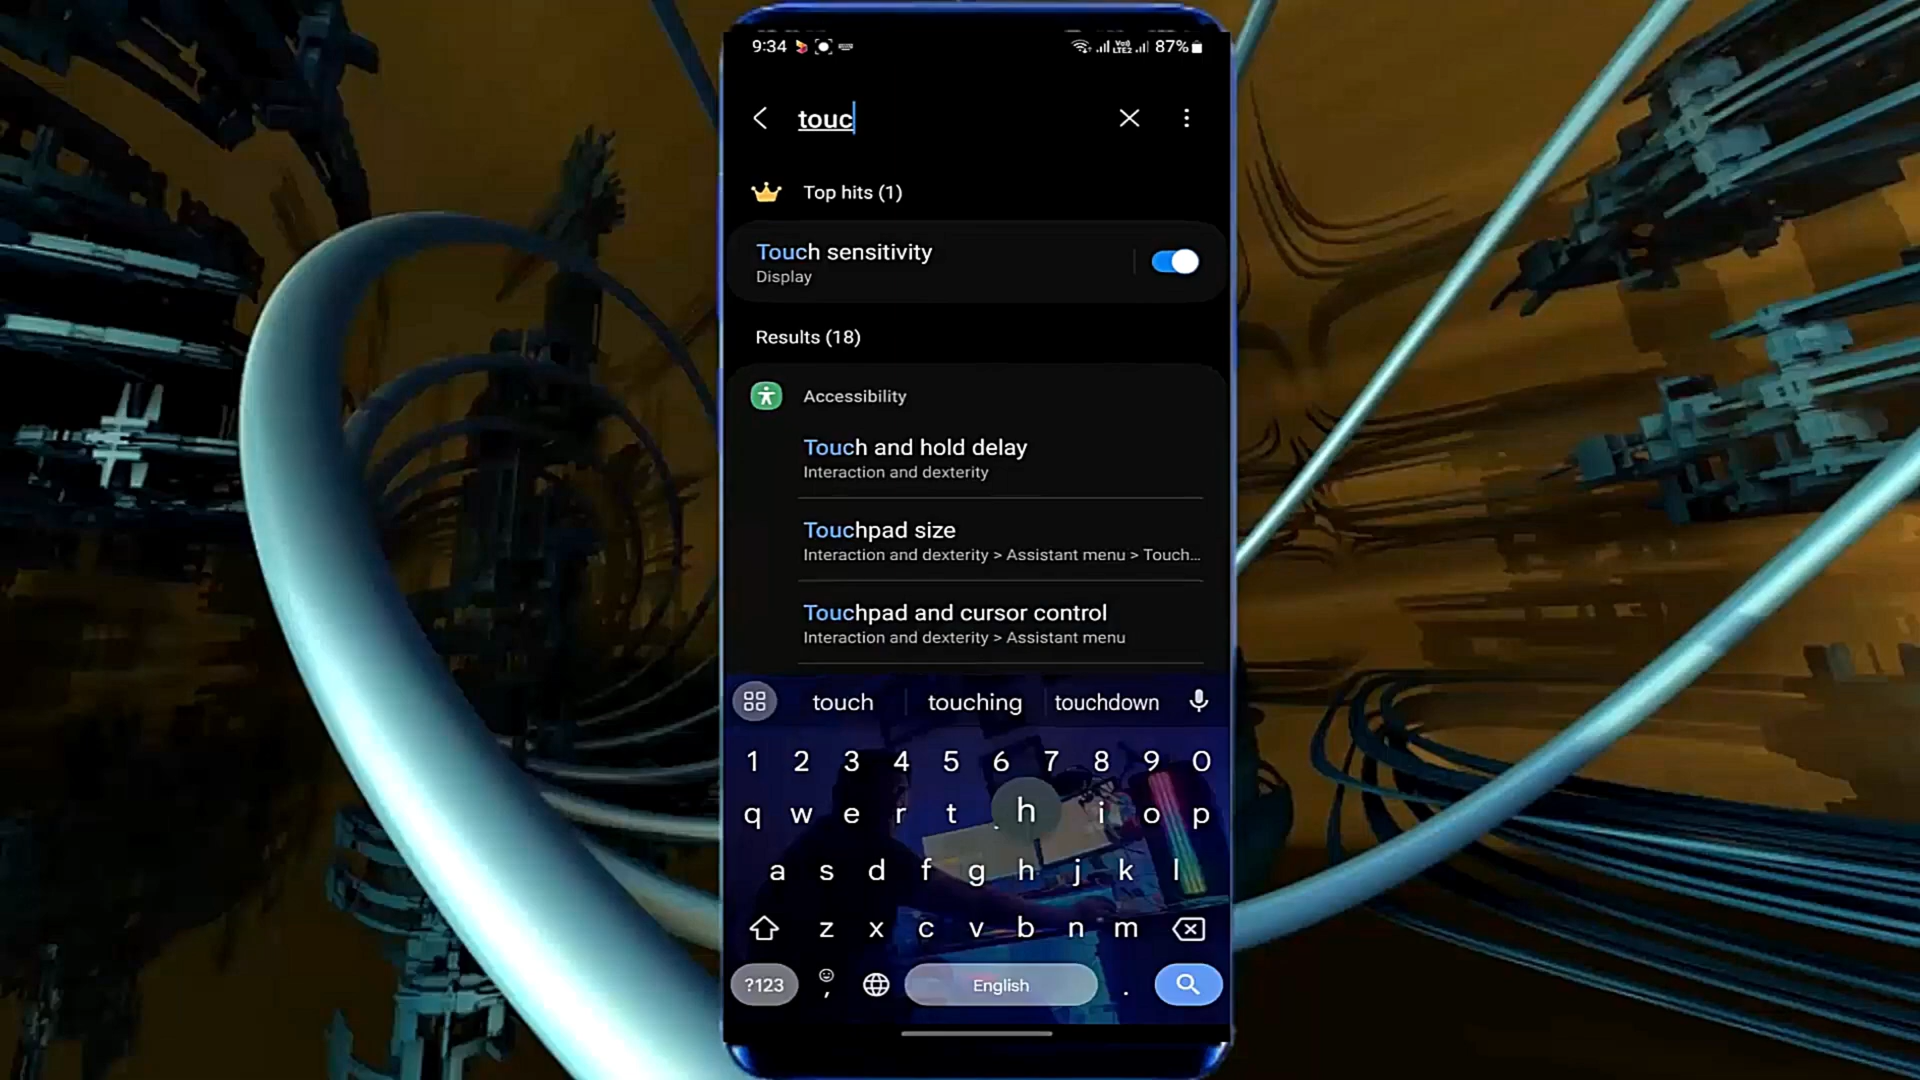 9:34 Vo) LTE2 87%
touc
Top hits (1)
Touch sensitivity
Display
Results (18)
Accessibility
Touch and hold delay
Interaction and dexterity
Touchpad size
Interaction and dexterity > Assistant menu > Touch...
Touchpad and cursor control
Interaction and dexterity > Assistant menu
touch touching touchdown
1 2 3 4 5 6 7 8 9 0
q w e r t h i o p
a s d f g h j k l
z x c v b n m
?123 , English .